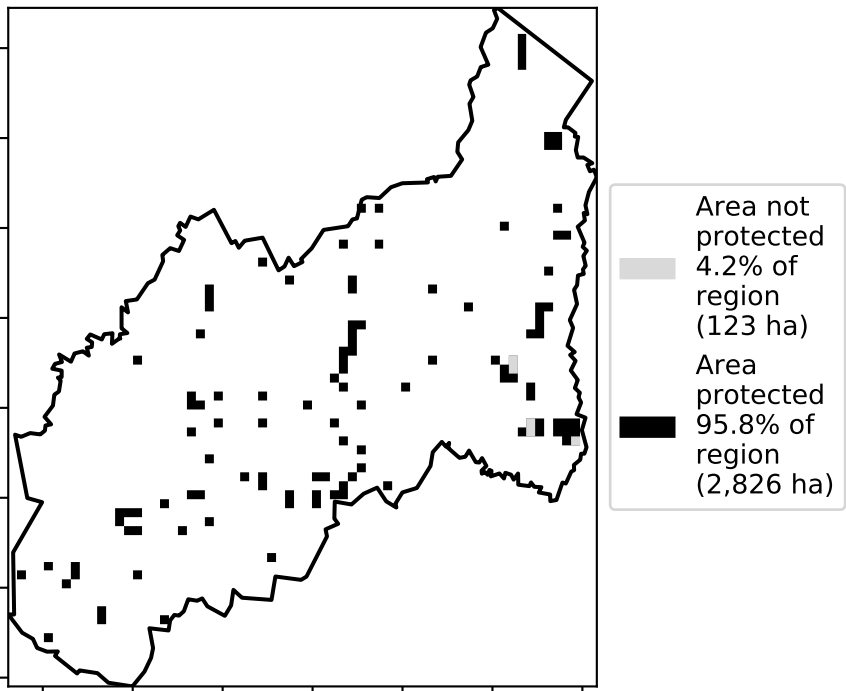 Area not
protected
4.2% of
region
(123 ha)
Area
protected
95.8% of
region
(2,826 ha)